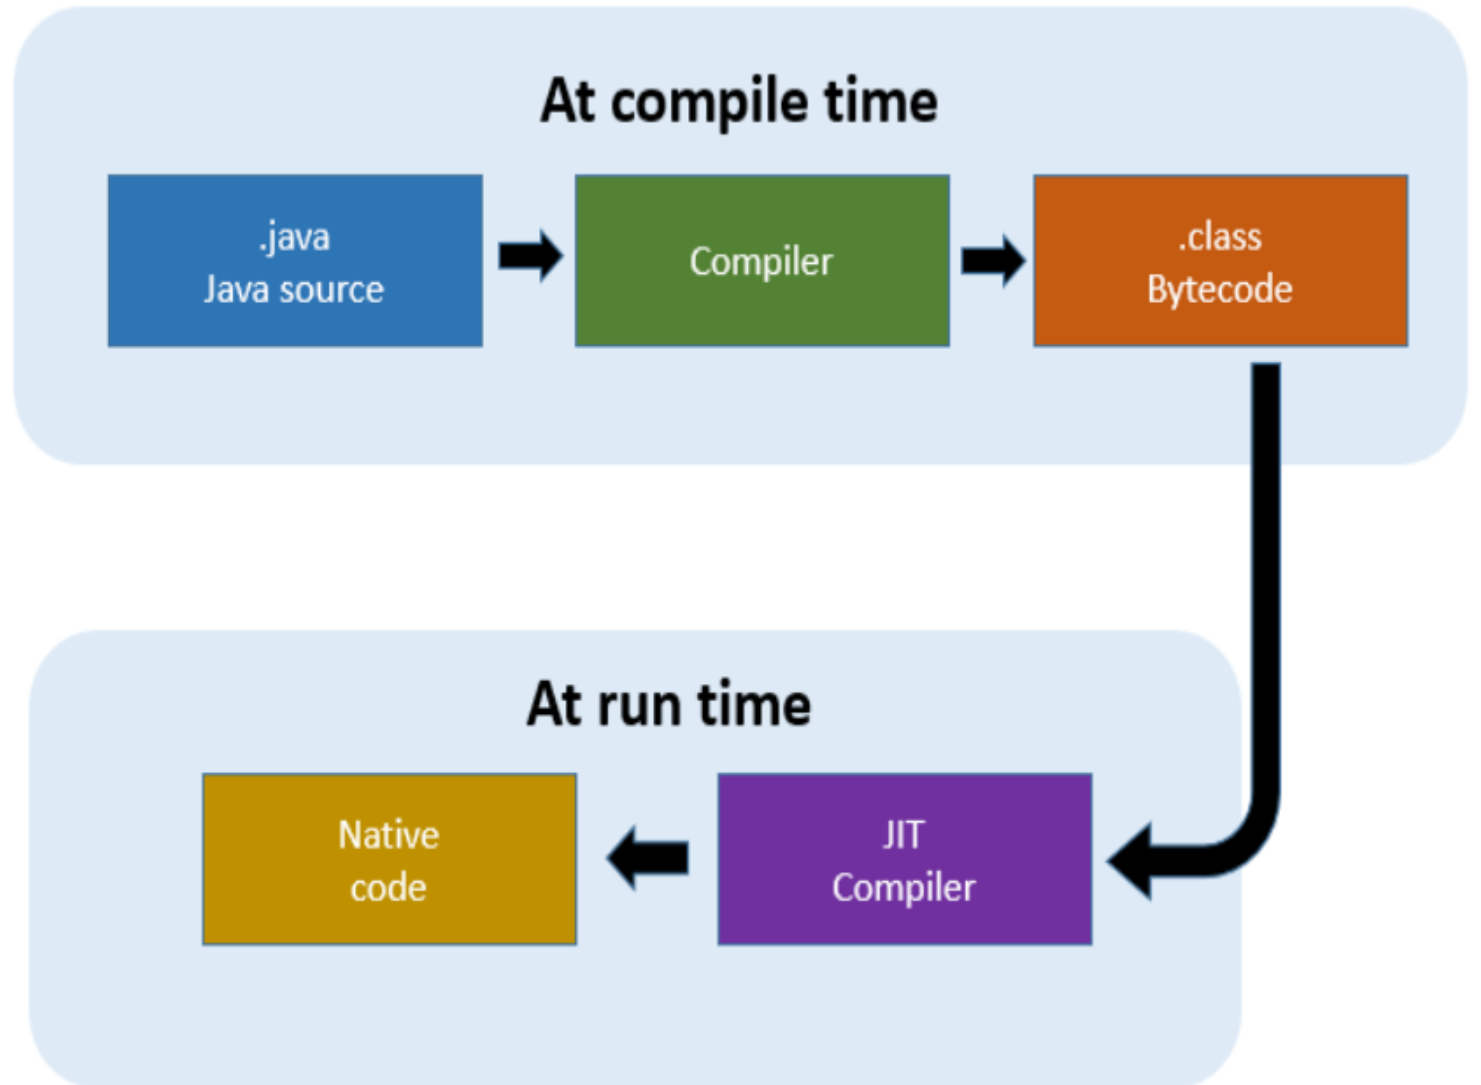 At compile time
.java
Java source
Compiler
.class
Bytecode
At run time
Native
code
JIT
Compiler